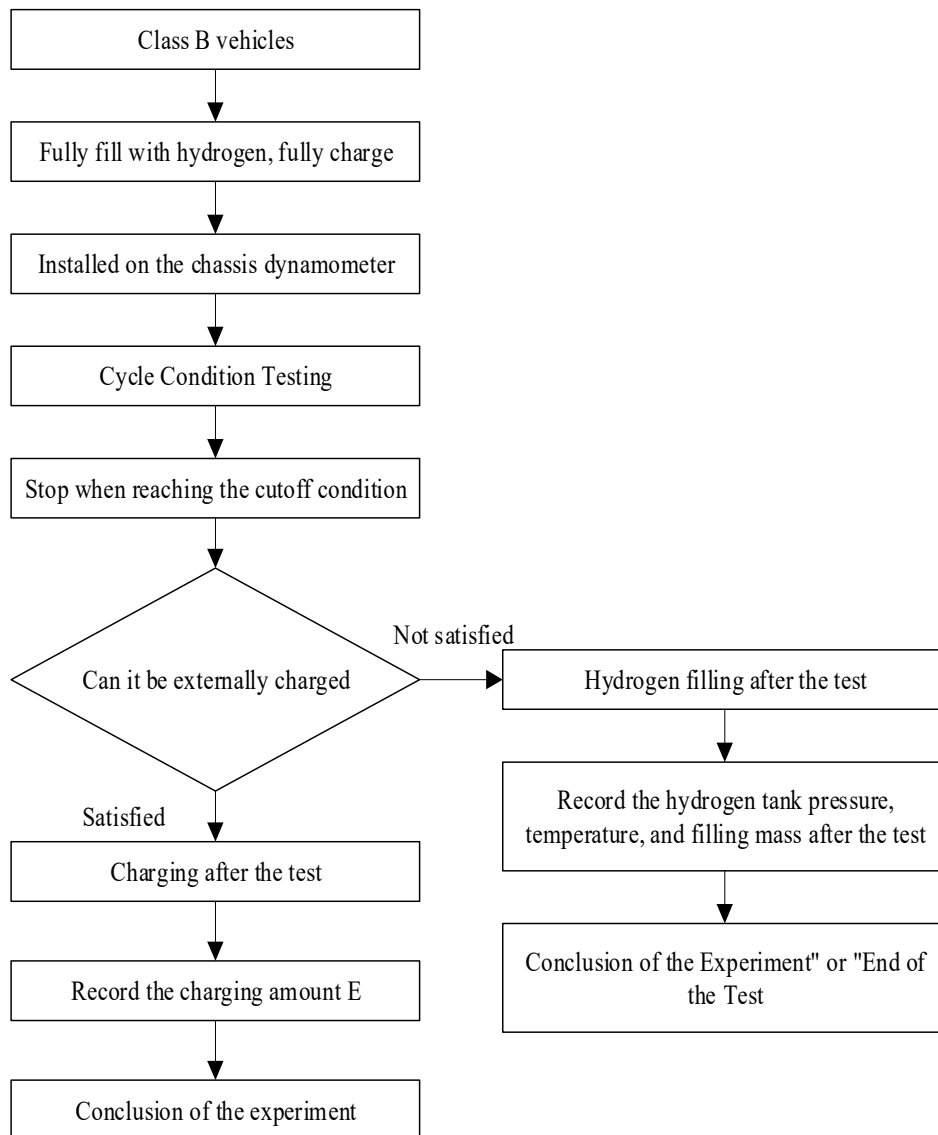 Class B vehicles
Fully fill with hydrogen, fully charge
Installed on the chassis dynamometer
Cycle Condition Testing
Stop when reaching the cutoff condition
Can it be externally charged
Not satisfied
Hydrogen filling after the test
Record the hydrogen tank pressure,
temperature, and filling mass after the test
Conclusion of the Experiment" or "End of
the Test
Satisfied
Charging after the test
Record the charging amount E
Conclusion of the experiment